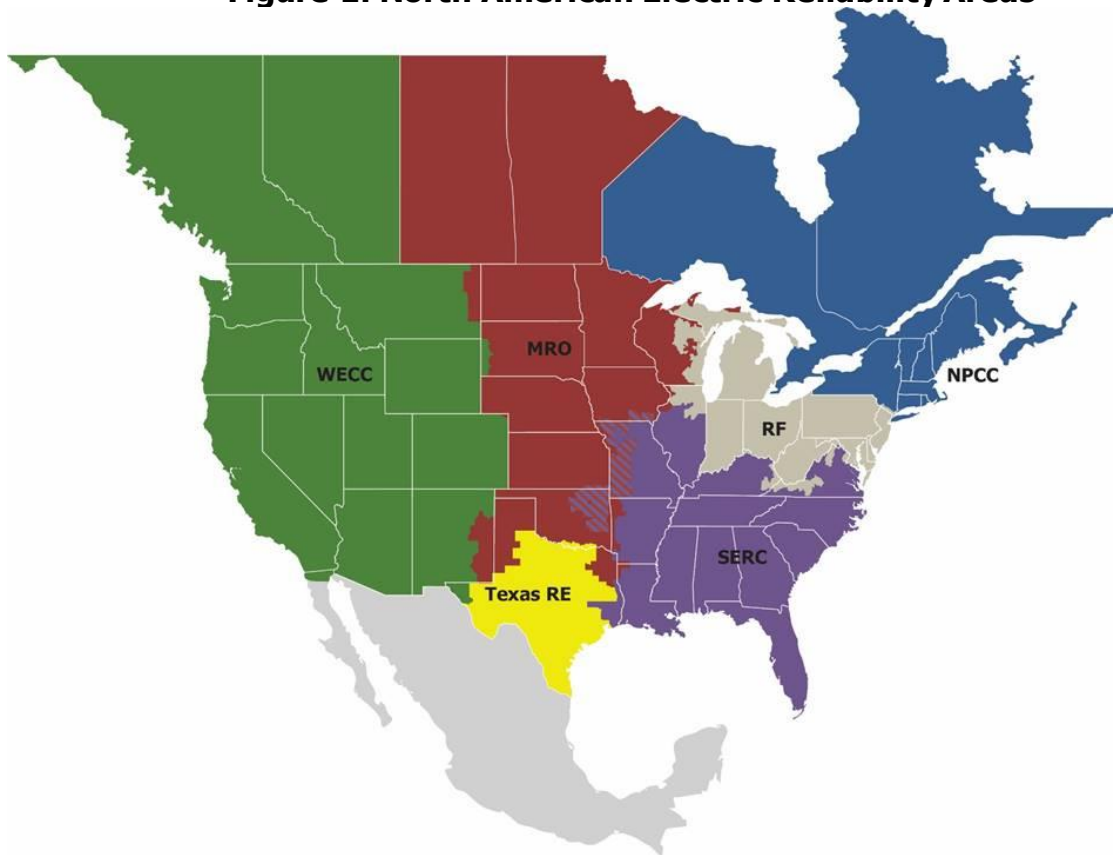 Figure 1. North American Electric Reliability Areas
MRO
WECC
NPCC
RF
SERC
Texas RE